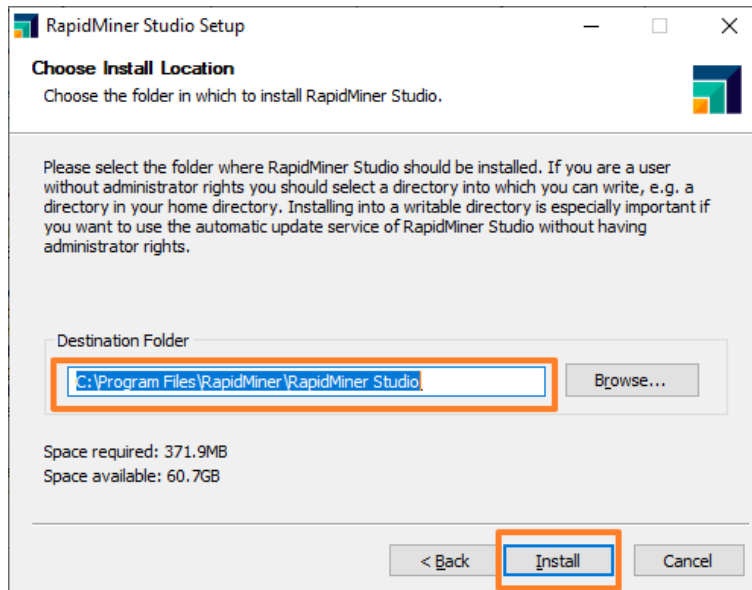 RapidMiner Studio Setup
Choose Install Location
Choose the folder in which to install RapidMiner Studio.
Please select the folder where RapidMiner Studio should be installed. If you are a user
without administrator rights you should select a directory into which you can write, e.g. a
directory in your home directory. Installing into a writable directory is especially important if
you want to use the automatic update service of RapidMiner Studio without having
administrator rights.
Destination Folder
C:\Program Files\RapidMiner\RapidMiner Studio
Browse...
Space required: 371.9MB
Space available: 60.7GB
< Back
Install
Cancel